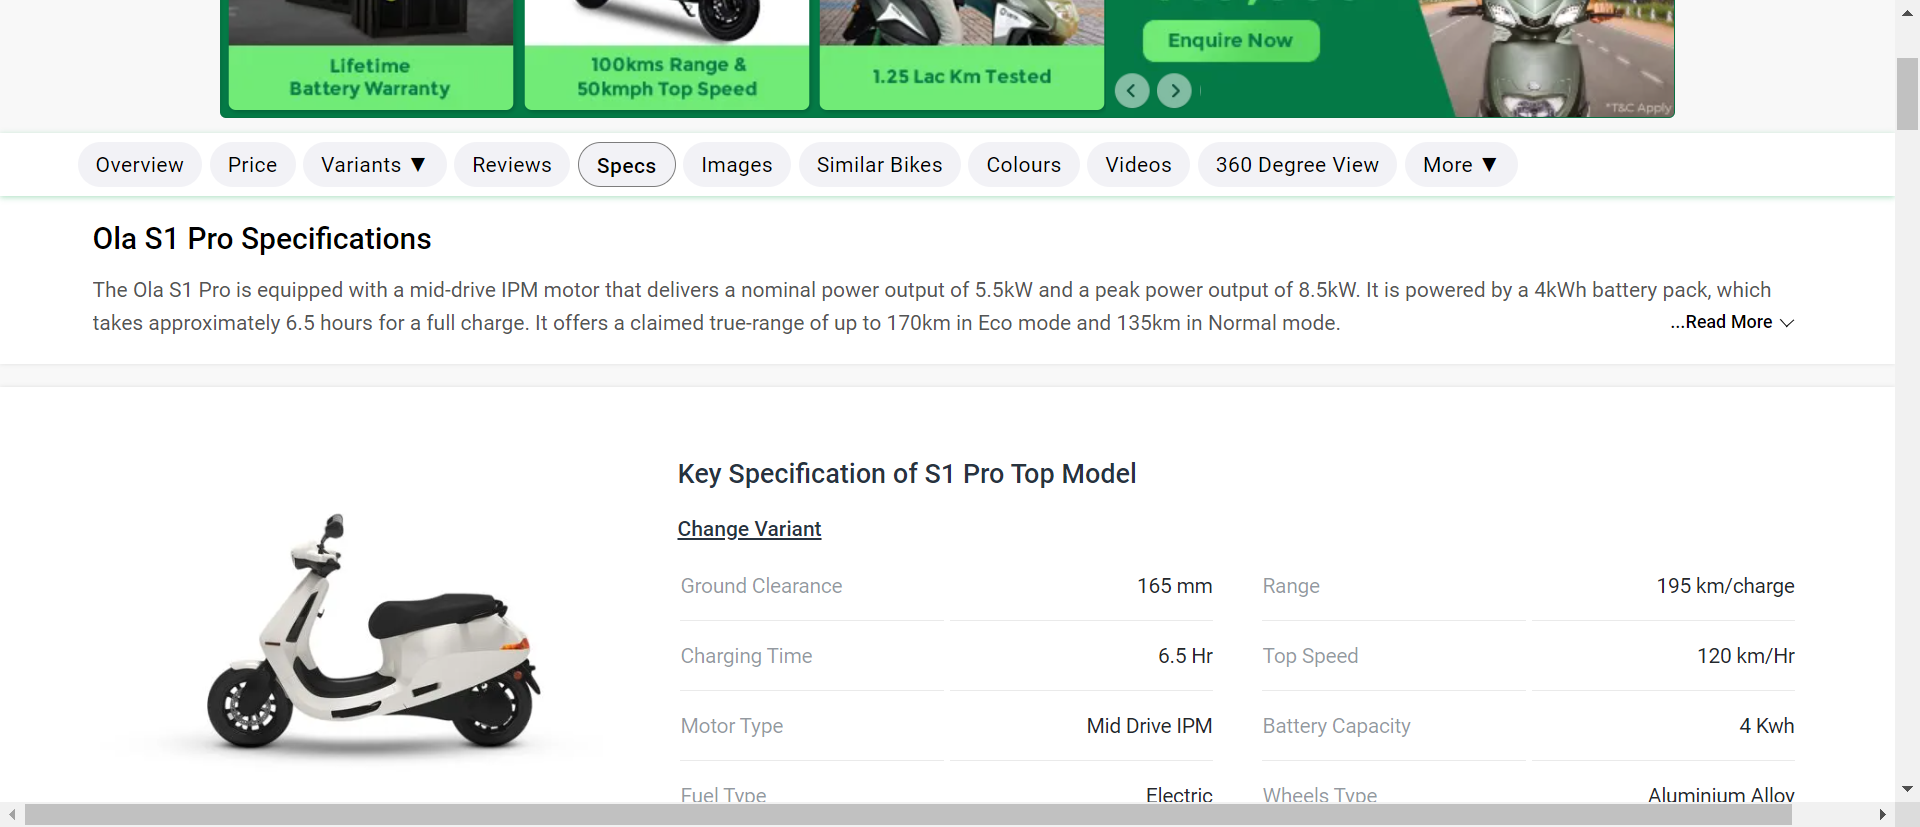 Lifetime
Battery Warranty
100kms Range &
50kmph Top Speed
1.25 Lac Km Tested
Enquire Now
*T&C Apply
Overview
Price
Variants ▼
Reviews
Specs
Images
Similar Bikes
Colours
Videos
360 Degree View
More ▼
Ola S1 Pro Specifications
The Ola S1 Pro is equipped with a mid-drive IPM motor that delivers a nominal power output of 5.5kW and a peak power output of 8.5kW. It is powered by a 4kWh battery pack, which
takes approximately 6.5 hours for a full charge. It offers a claimed true-range of up to 170km in Eco mode and 135km in Normal mode.
...Read More
Key Specification of S1 Pro Top Model
Change Variant
Ground Clearance 165 mm Range 195 km/charge
Charging Time 6.5 Hr Top Speed 120 km/Hr
Motor Type Mid Drive IPM Battery Capacity 4 Kwh
Fuel Type Electric Wheels Type Aluminium Alloy